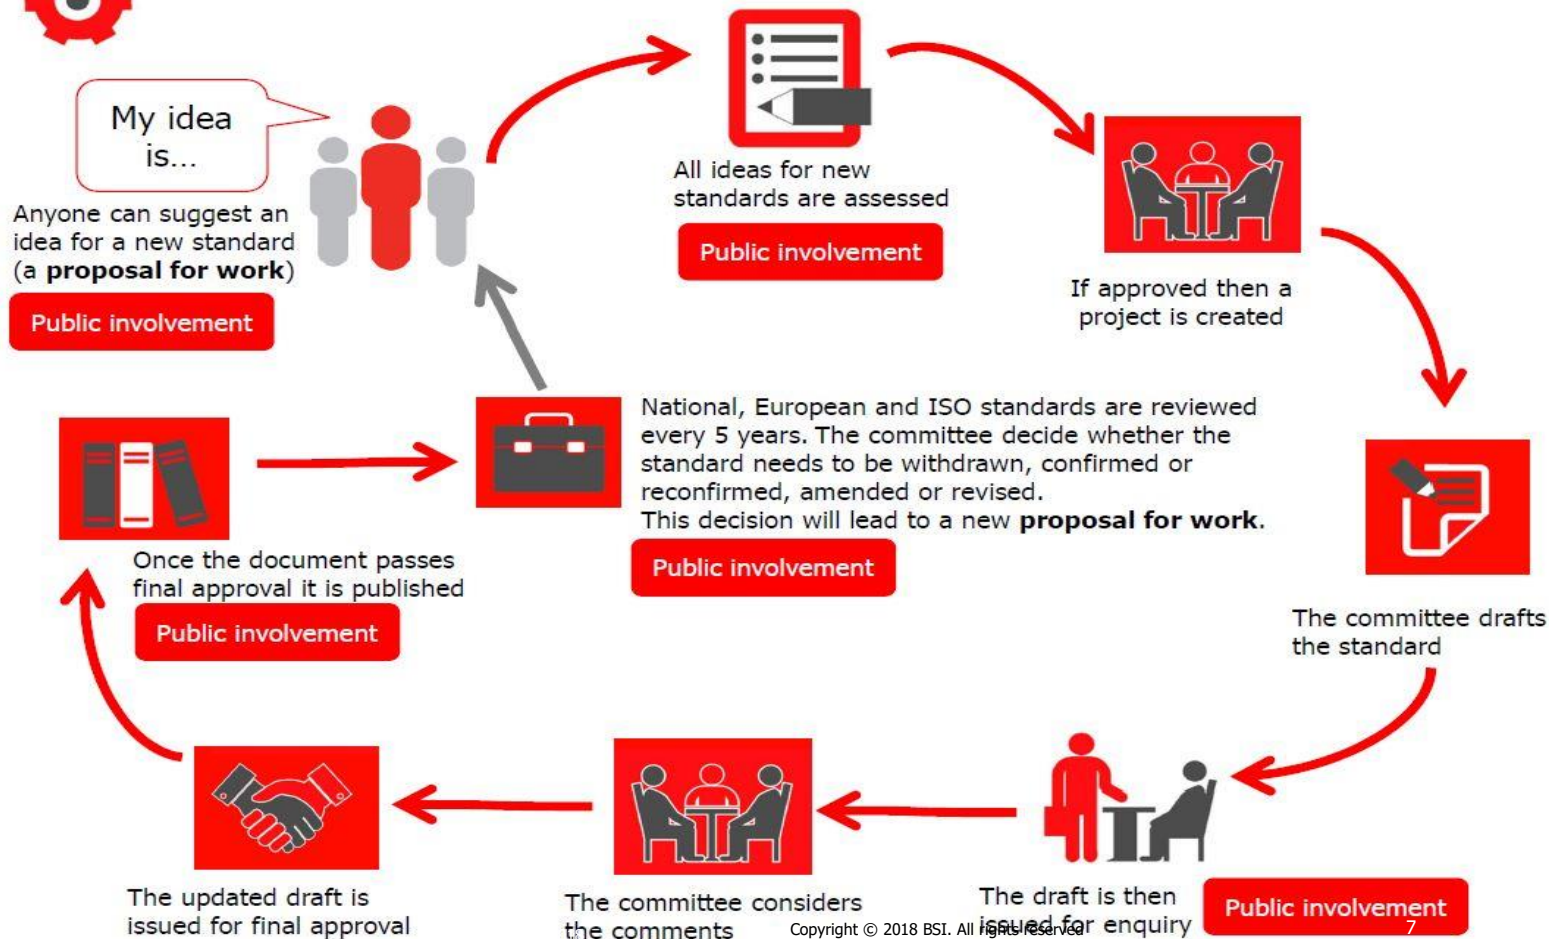 My idea
is...
Anyone can suggest an
idea for a new standard
(a proposal for work)
Public involvement
All ideas for new
standards are assessed
Public involvement
If approved then a
project is created
The committee drafts
the standard
The draft is then
issued for enquiry
Public involvement
The committee considers
the comments
The updated draft is
issued for final approval
Once the document passes
final approval it is published
Public involvement
National, European and ISO standards are reviewed
every 5 years. The committee decide whether the
standard needs to be withdrawn, confirmed or
reconfirmed, amended or revised.
This decision will lead to a new proposal for work.
Public involvement
Copyright © 2018 BSI. All rights reserved
7